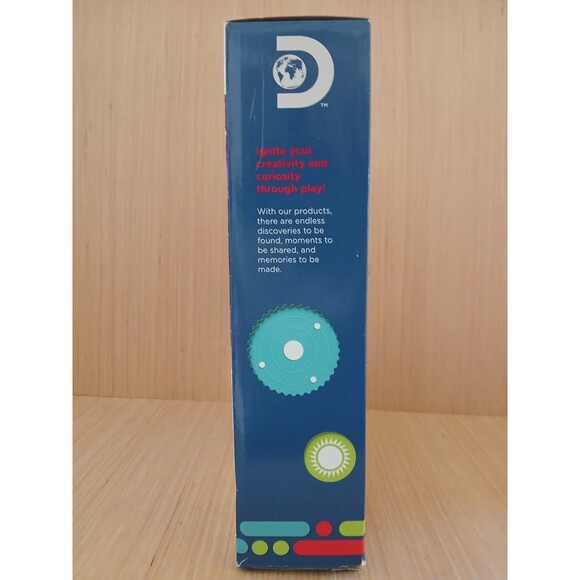 D
TM
Ignite your
creativity and
curiosity
through play!
With our products,
there are endless
discoveries to be
found, moments to
be shared, and
memories to be
made.